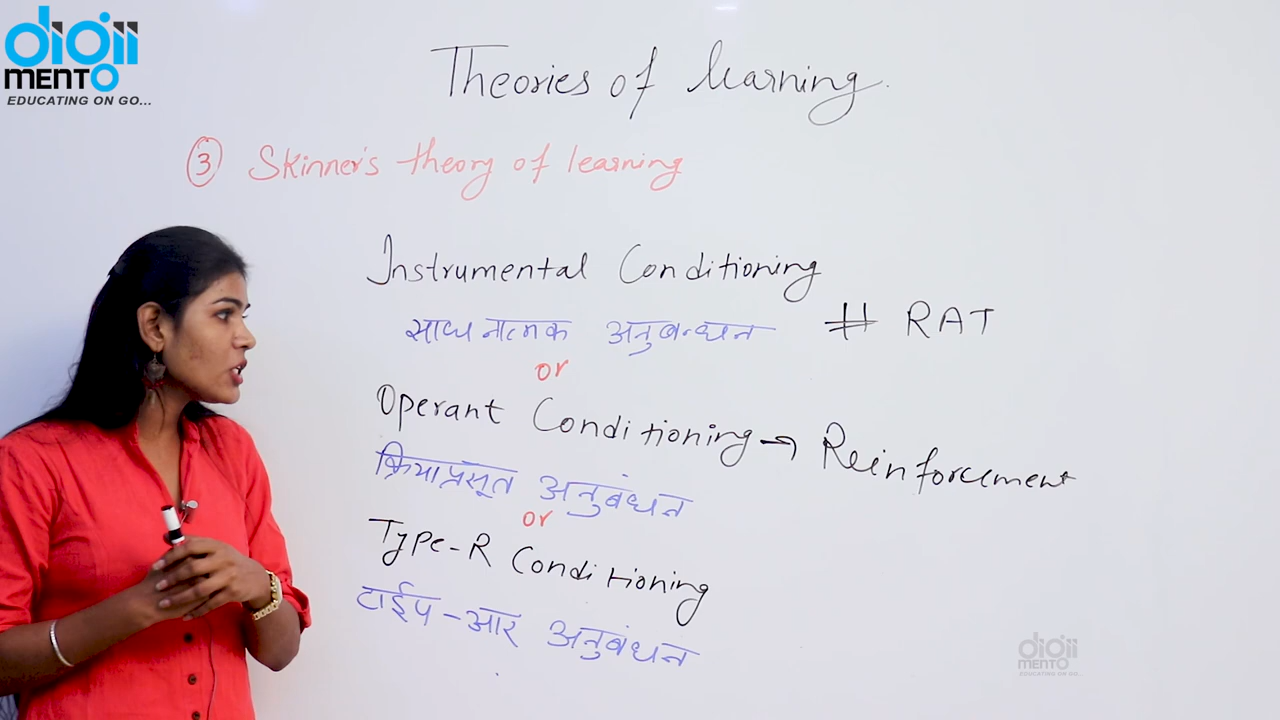 digii
MENTO
EDUCATING ON GO...
Theories of learning.
3 Skinner's theory of learning
Instrumental Conditioning
साधनात्मक अनुबन्धन # RAT
or
Operant Conditioning → Reinforcement
क्रियाप्रसूत अनुबंधन
or
Type-R Conditioning
टाईप-आर अनुबंधन
digii
MENTO
EDUCATING ON GO...